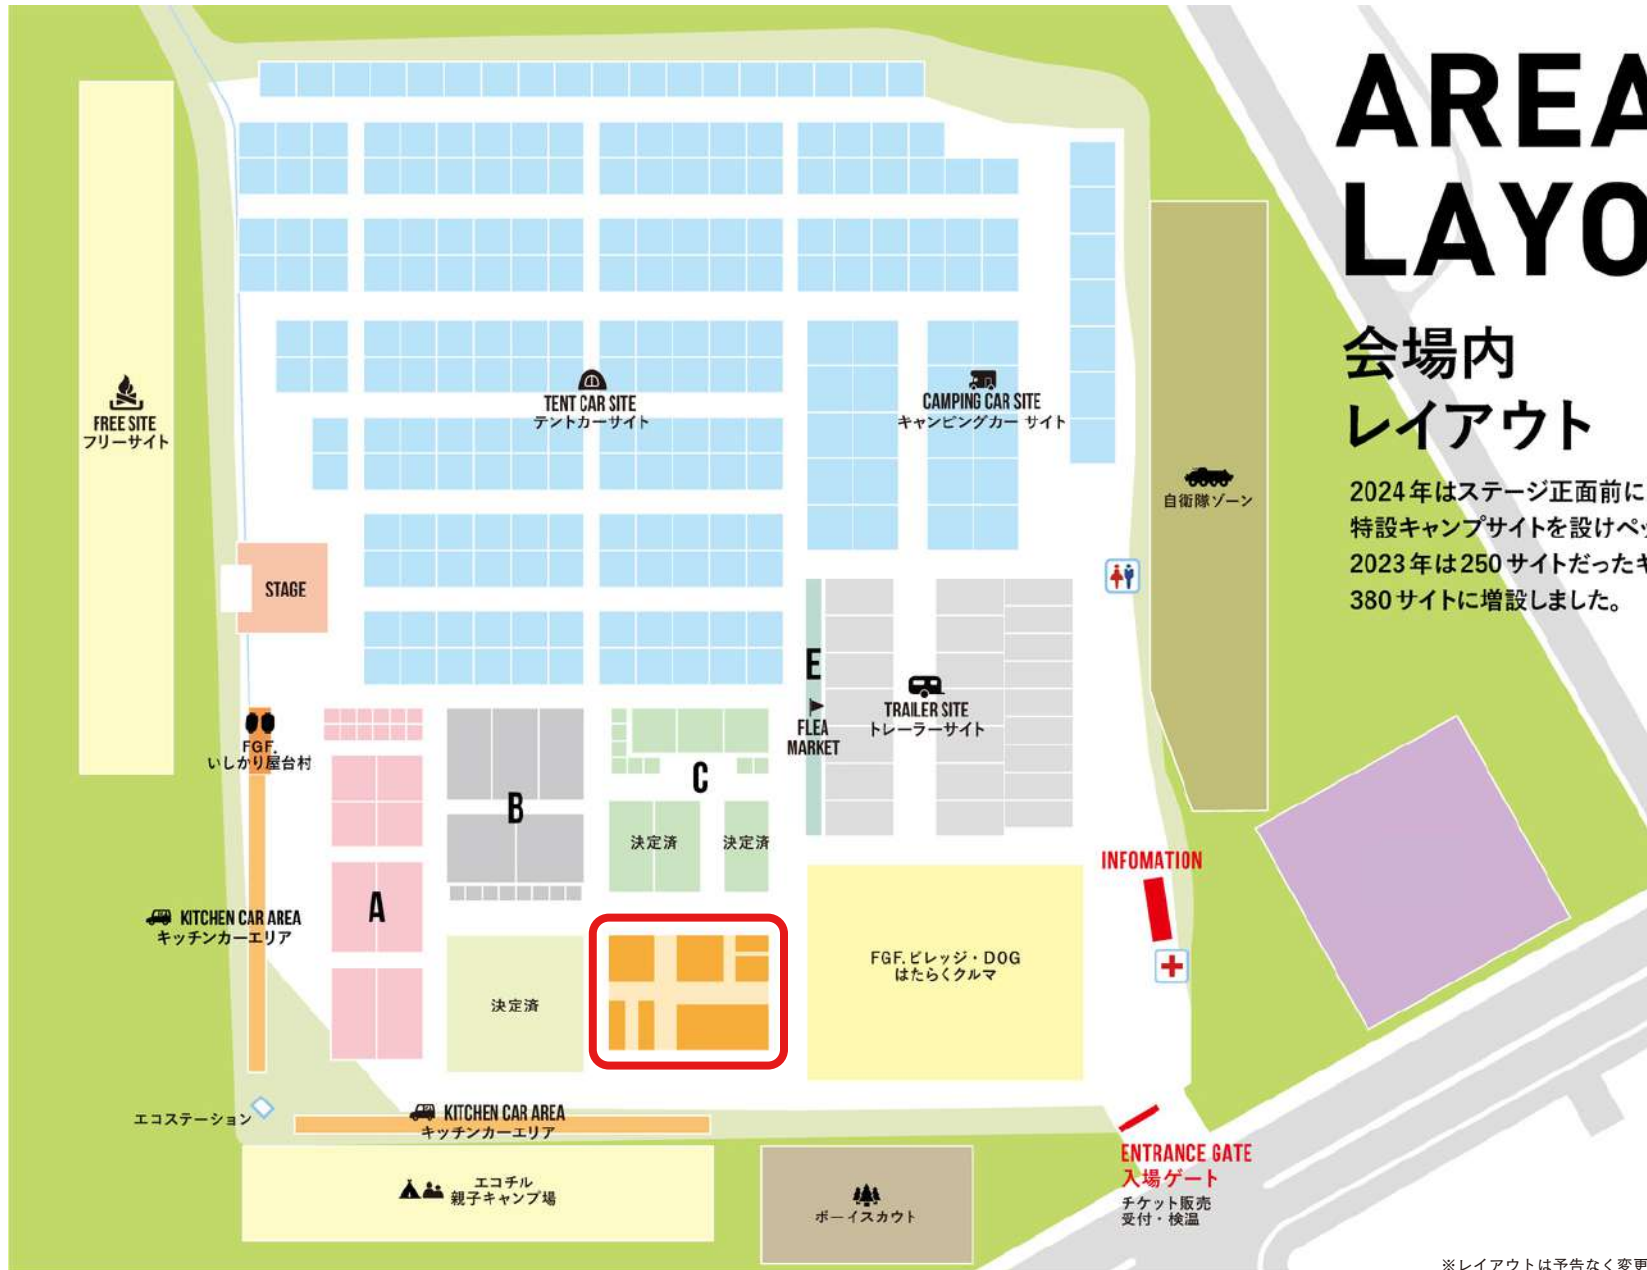 AREA
LAYO
会場内
レイアウト
2024年はステージ正面前に
特設キャンプサイトを設けペッ
2023年は250サイトだったキ
380サイトに増設しました。
FREE SITE
フリーサイト
TENT CAR SITE
テントカーサイト
CAMPING CAR SITE
キャンピングカー サイト
自衛隊ゾーン
STAGE
E
FLEA
MARKET
TRAILER SITE
トレーラーサイト
FGF.
いしかり屋台村
A
B
C
決定済
決定済
INFOMATION
KITCHEN CAR AREA
キッチンカーエリア
決定済
FGF.ビレッジ・DOG
はたらくクルマ
エコステーション
KITCHEN CAR AREA
キッチンカーエリア
エコチル
親子キャンプ場
ボーイスカウト
ENTRANCE GATE
入場ゲート
チケット販売
受付・検温
※レイアウトは予告なく変更